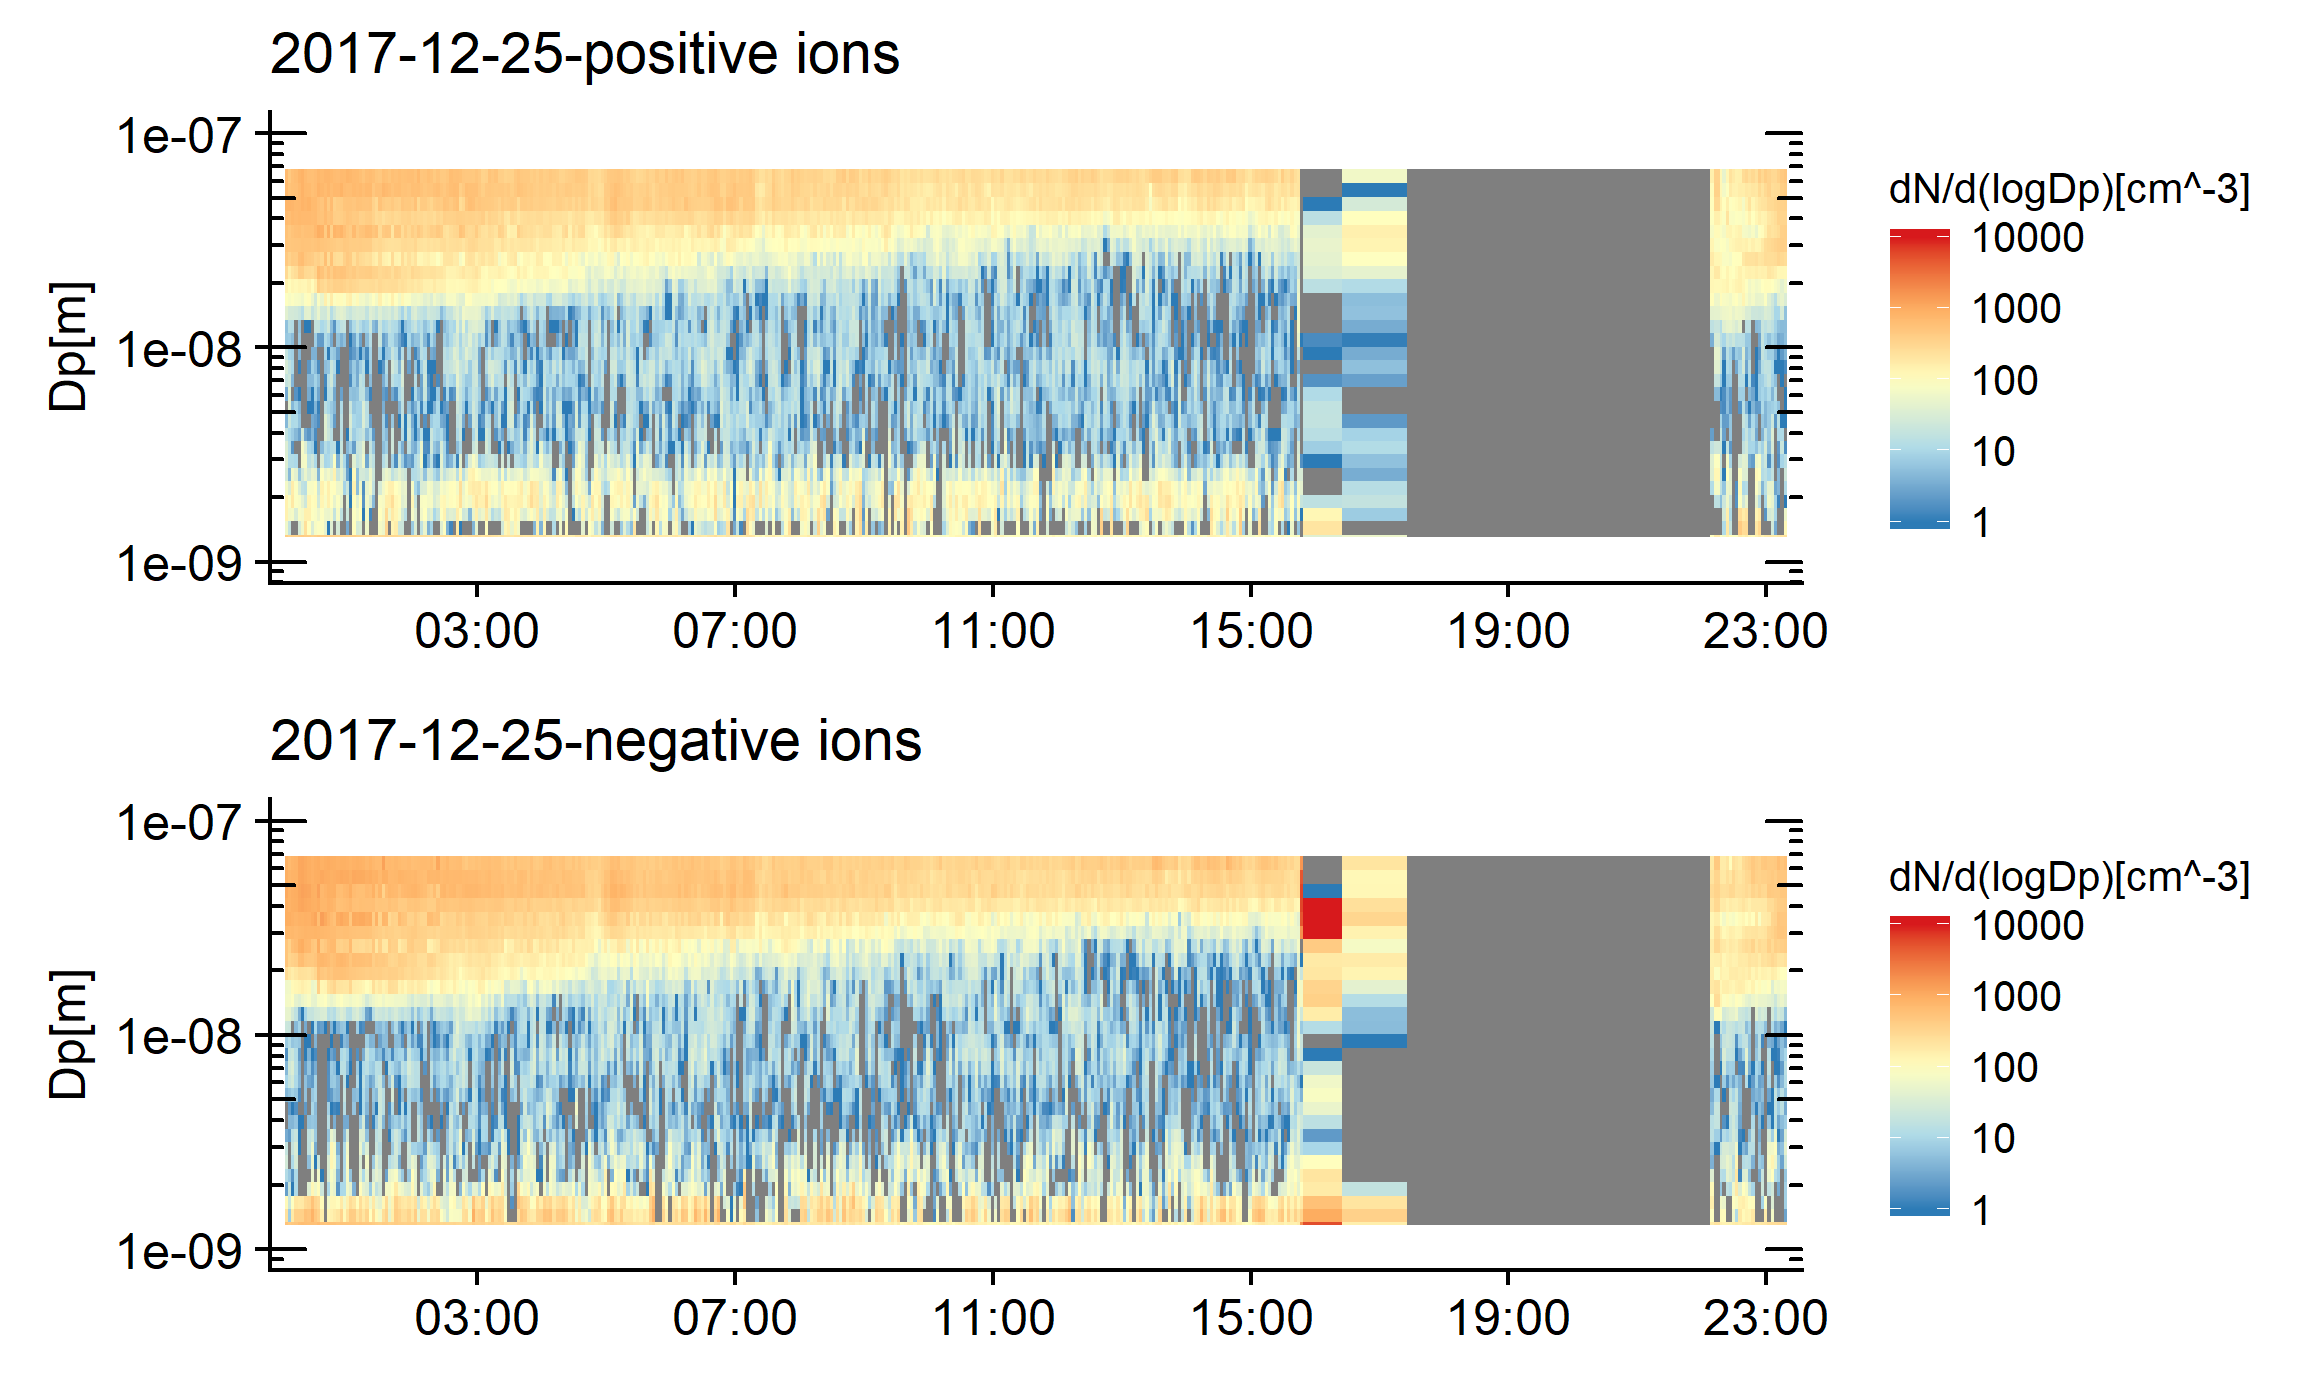 2017-12-25-positive ions
1e-07
1e-08
1e-09
Dp[m]
03:00 07:00 11:00 15:00 19:00 23:00
dN/d(logDp)[cm^-3]
10000
1000
100
10
1
2017-12-25-negative ions
1e-07
1e-08
1e-09
Dp[m]
03:00 07:00 11:00 15:00 19:00 23:00
dN/d(logDp)[cm^-3]
10000
1000
100
10
1